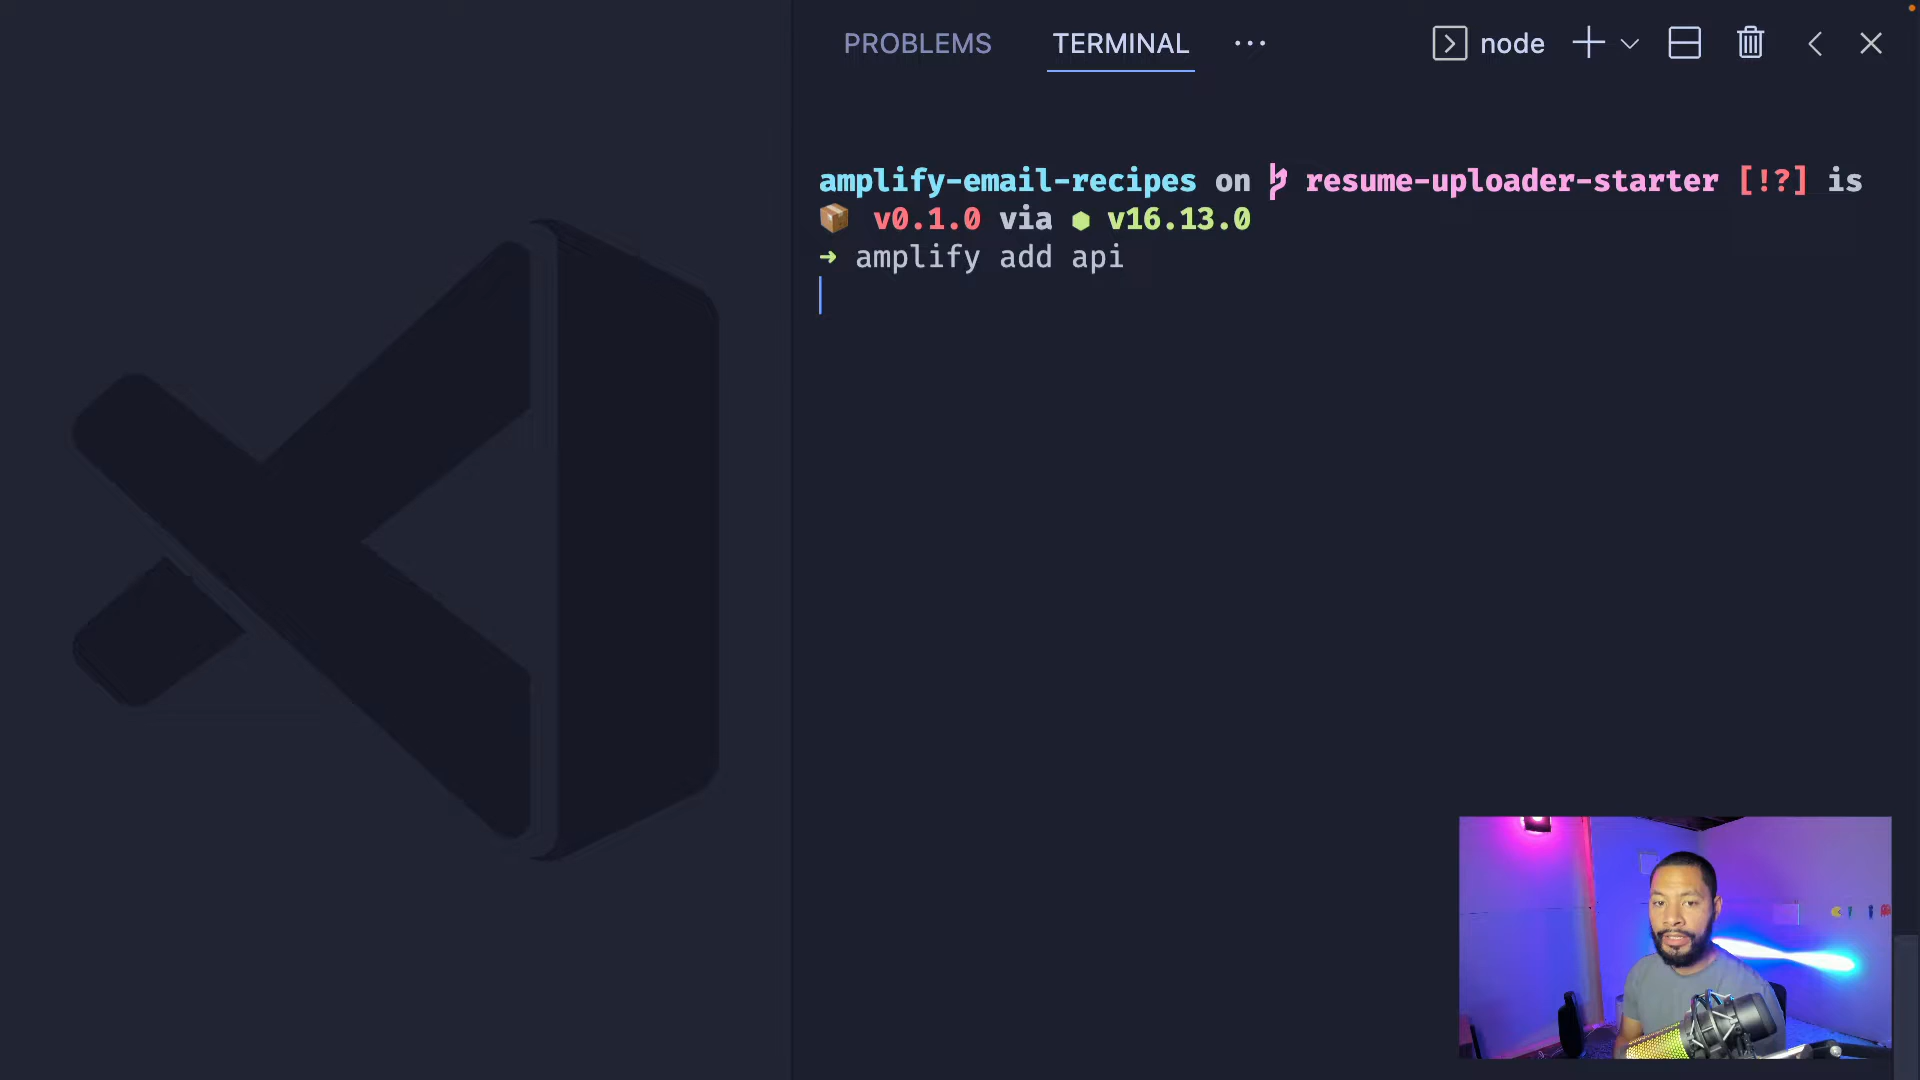 PROBLEMS TERMINAL ··· node
amplify-email-recipes on resume-uploader-starter [!?] is
📦 v0.1.0 via ⬢ v16.13.0
➜ amplify add api